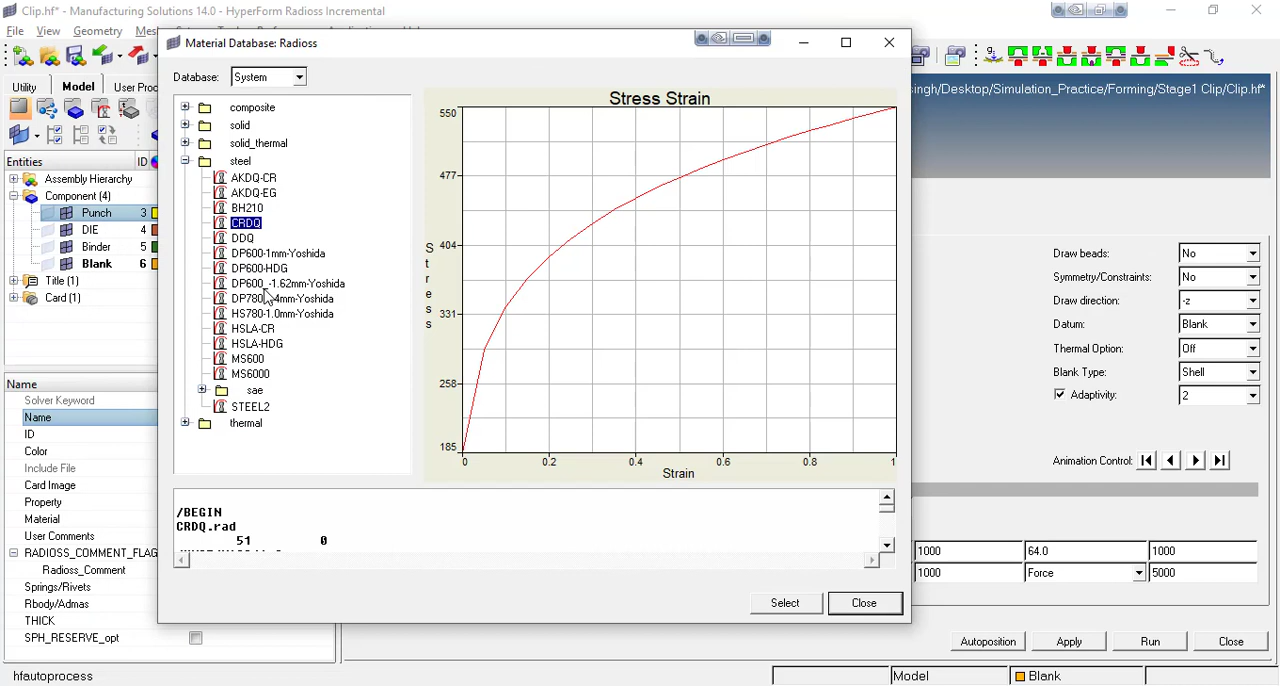 Clip.hf* - Manufacturing Solutions 14.0 - HyperForm Radioss Incremental
File View Geometry Mesh
Material Database: Radioss
Database: System
Utility Model User Proc
singh/Desktop/Simulation_Practice/Forming/Stage1 Clip/Clip.hf*
Entities ID
Assembly Hierarchy
Component (4)
Punch 3
DIE 4
Binder 5
Blank 6
Title (1)
Card (1)
Name
Solver Keyword
Name
ID
Color
Include File
Card Image
Property
Material
User Comments
RADIOSS_COMMENT_FLAG
Radioss_Comment
Springs/Rivets
Rbody/Admas
THICK
SPH_RESERVE_opt
hfautoprocess
composite
solid
solid_thermal
steel
AKDQ-CR
AKDQ-EG
BH210
CRDQ
DDQ
DP600-1mm-Yoshida
DP600-HDG
DP600_-1.62mm-Yoshida
4mm-Yoshida
HS780-1.0mm-Yoshida
HSLA-CR
HSLA-HDG
MS600
MS6000
sae
STEEL2
thermal
Stress Strain
550
477
404
331
258
185
Stress
0 0.2 0.4 0.6 0.8 1
Strain
/BEGIN
CRDQ.rad
51 0
Select Close
Draw beads: No
Symmetry/Constraints: No
Draw direction: -z
Datum: Blank
Thermal Option: Off
Blank Type: Shell
Adaptivity: 2
Animation Control:
1000 64.0 1000
1000 Force 5000
Autoposition Apply Run Close
Model Blank